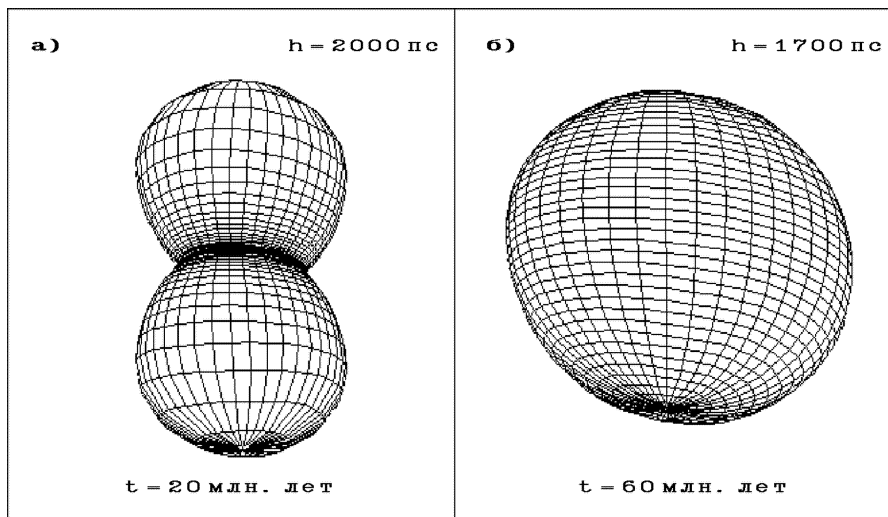 а)
h = 2000 пс
б)
h = 1700 пс
t = 20 млн. лет
t = 60 млн. лет